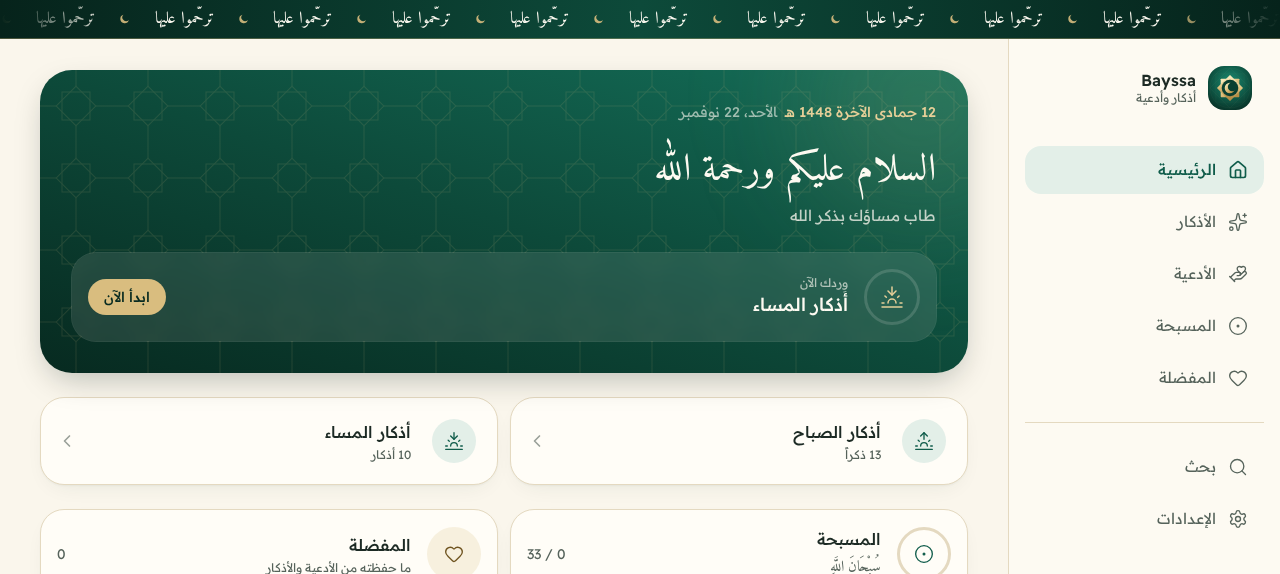 ترحّموا عليها ترحّموا عليها ترحّموا عليها ترحّموا عليها ترحّموا عليها ترحّموا عليها ترحّموا عليها ترحّموا عليها ترحّموا عليها ترحّموا عليها ترحّموا عليها
Bayssa
أذكار وأدعية
الرئيسية
الأذكار
الأدعية
المسبحة
المفضلة
بحث
الإعدادات
12 جمادى الآخرة 1448 هـ الأحد، 22 نوفمبر
السلام عليكم ورحمة الله
طاب مساؤك بذكر الله
وردك الآن
أذكار المساء
ابدأ الآن
أذكار الصباح
13 ذكراً
أذكار المساء
10 أذكار
المسبحة
سُبْحَانَ اللَّهِ
0 / 33
المفضلة
ما حفظته من الأدعية والأذكار
0